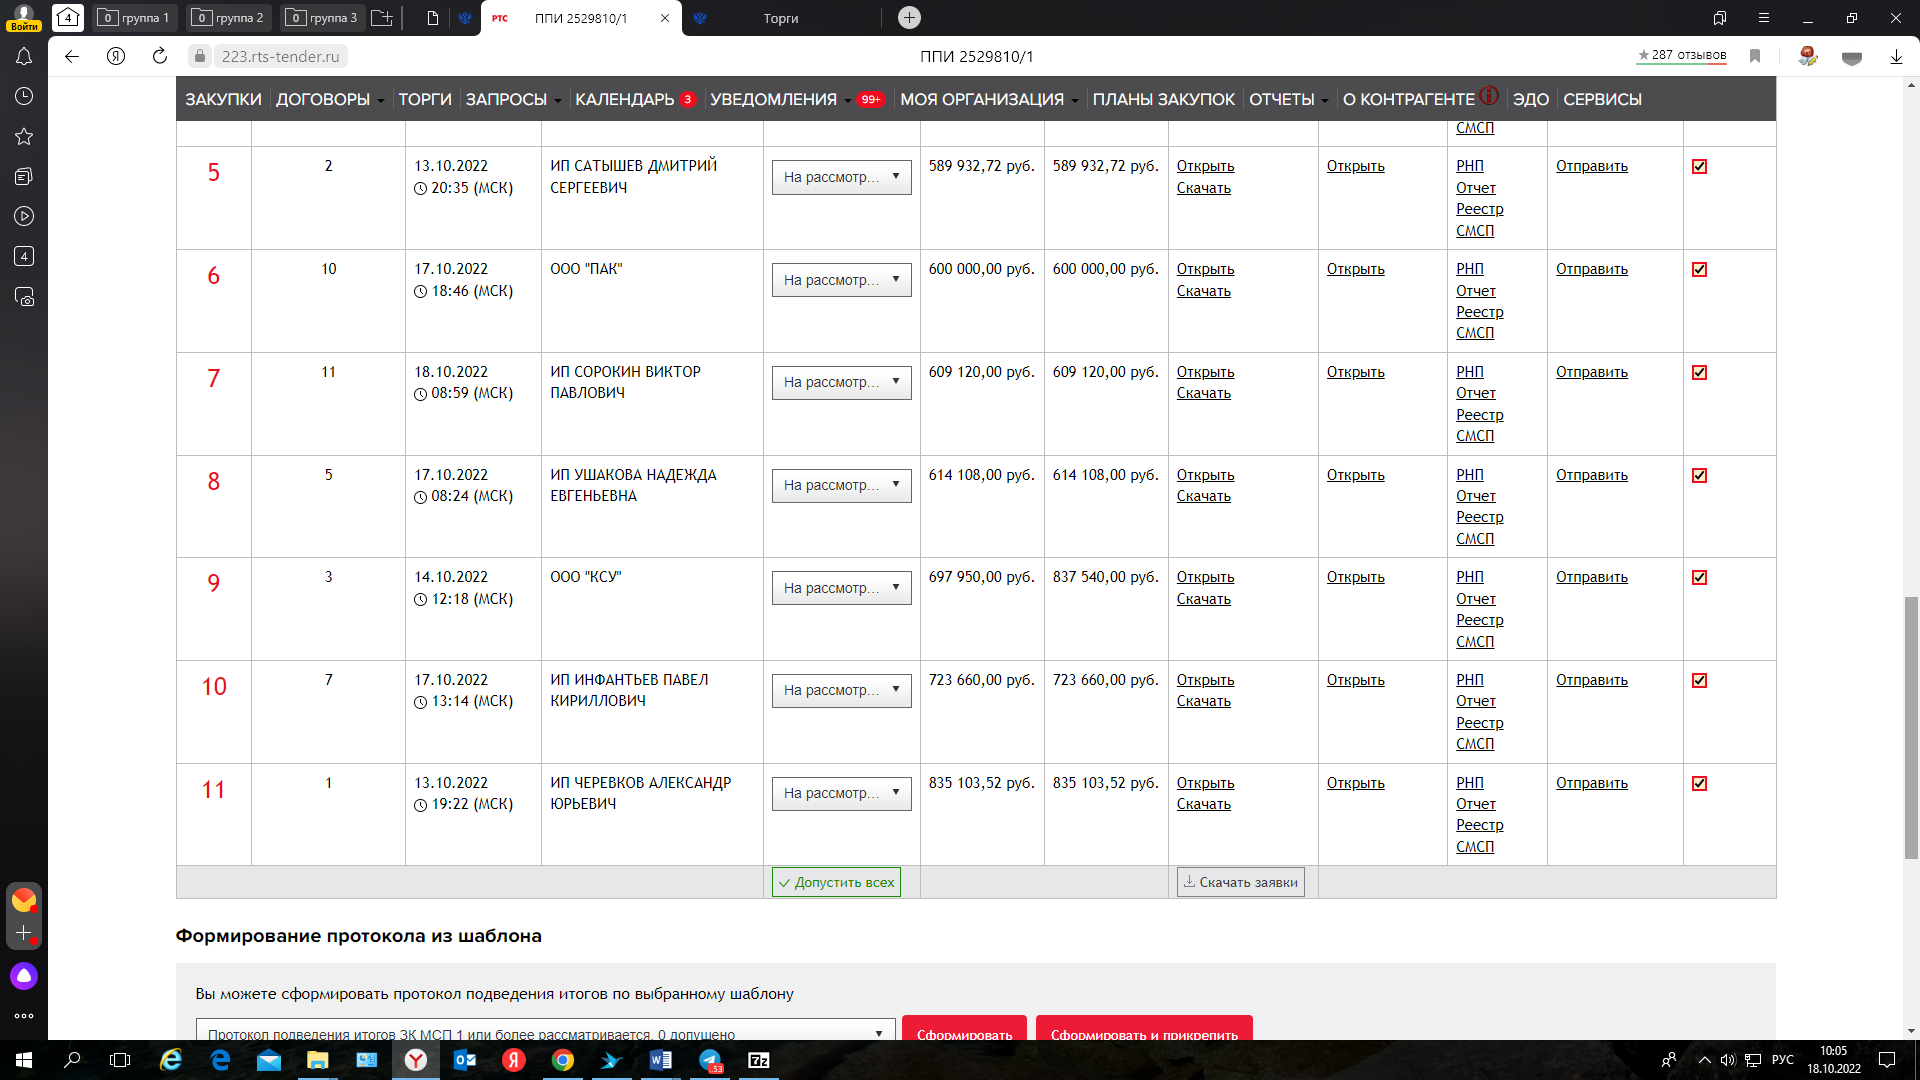 Войти
4
0 группа 1
0 группа 2
0 группа 3
РТС
ППИ 2529810/1
Торги
223.rts-tender.ru
ППИ 2529810/1
287 отзывов
4
ЗАКУПКИ ДОГОВОРЫ ТОРГИ ЗАПРОСЫ КАЛЕНДАРЬ 3 УВЕДОМЛЕНИЯ 99+ МОЯ ОРГАНИЗАЦИЯ ПЛАНЫ ЗАКУПОК ОТЧЕТЫ О КОНТРАГЕНТЕ ЭДО СЕРВИСЫ
СМСП
5 2 13.10.2022 ИП САТЫШЕВ ДМИТРИЙ На рассмотр... 589 932,72 руб. 589 932,72 руб. Открыть Открыть РНП Отправить
20:35 (МСК) СЕРГЕЕВИЧ Скачать Отчет
Реестр
СМСП
6 10 17.10.2022 ООО "ПАК" На рассмотр... 600 000,00 руб. 600 000,00 руб. Открыть Открыть РНП Отправить
18:46 (МСК) Скачать Отчет
Реестр
СМСП
7 11 18.10.2022 ИП СОРОКИН ВИКТОР На рассмотр... 609 120,00 руб. 609 120,00 руб. Открыть Открыть РНП Отправить
08:59 (МСК) ПАВЛОВИЧ Скачать Отчет
Реестр
СМСП
8 5 17.10.2022 ИП УШАКОВА НАДЕЖДА На рассмотр... 614 108,00 руб. 614 108,00 руб. Открыть Открыть РНП Отправить
08:24 (МСК) ЕВГЕНЬЕВНА Скачать Отчет
Реестр
СМСП
9 3 14.10.2022 ООО "КСУ" На рассмотр... 697 950,00 руб. 837 540,00 руб. Открыть Открыть РНП Отправить
12:18 (МСК) Скачать Отчет
Реестр
СМСП
10 7 17.10.2022 ИП ИНФАНТЬЕВ ПАВЕЛ На рассмотр... 723 660,00 руб. 723 660,00 руб. Открыть Открыть РНП Отправить
13:14 (МСК) КИРИЛЛОВИЧ Скачать Отчет
Реестр
СМСП
11 1 13.10.2022 ИП ЧЕРЕВКОВ АЛЕКСАНДР На рассмотр... 835 103,52 руб. 835 103,52 руб. Открыть Открыть РНП Отправить
19:22 (МСК) ЮРЬЕВИЧ Скачать Отчет
Реестр
СМСП
Допустить всех Скачать заявки
Формирование протокола из шаблона
Вы можете сформировать протокол подведения итогов по выбранному шаблону
Протокол подведения итогов ЗК МСП 1 или более рассматривается, 0 допущено Сформировать Сформировать и прикрепить
53
7z
РУС
10:05
18.10.2022